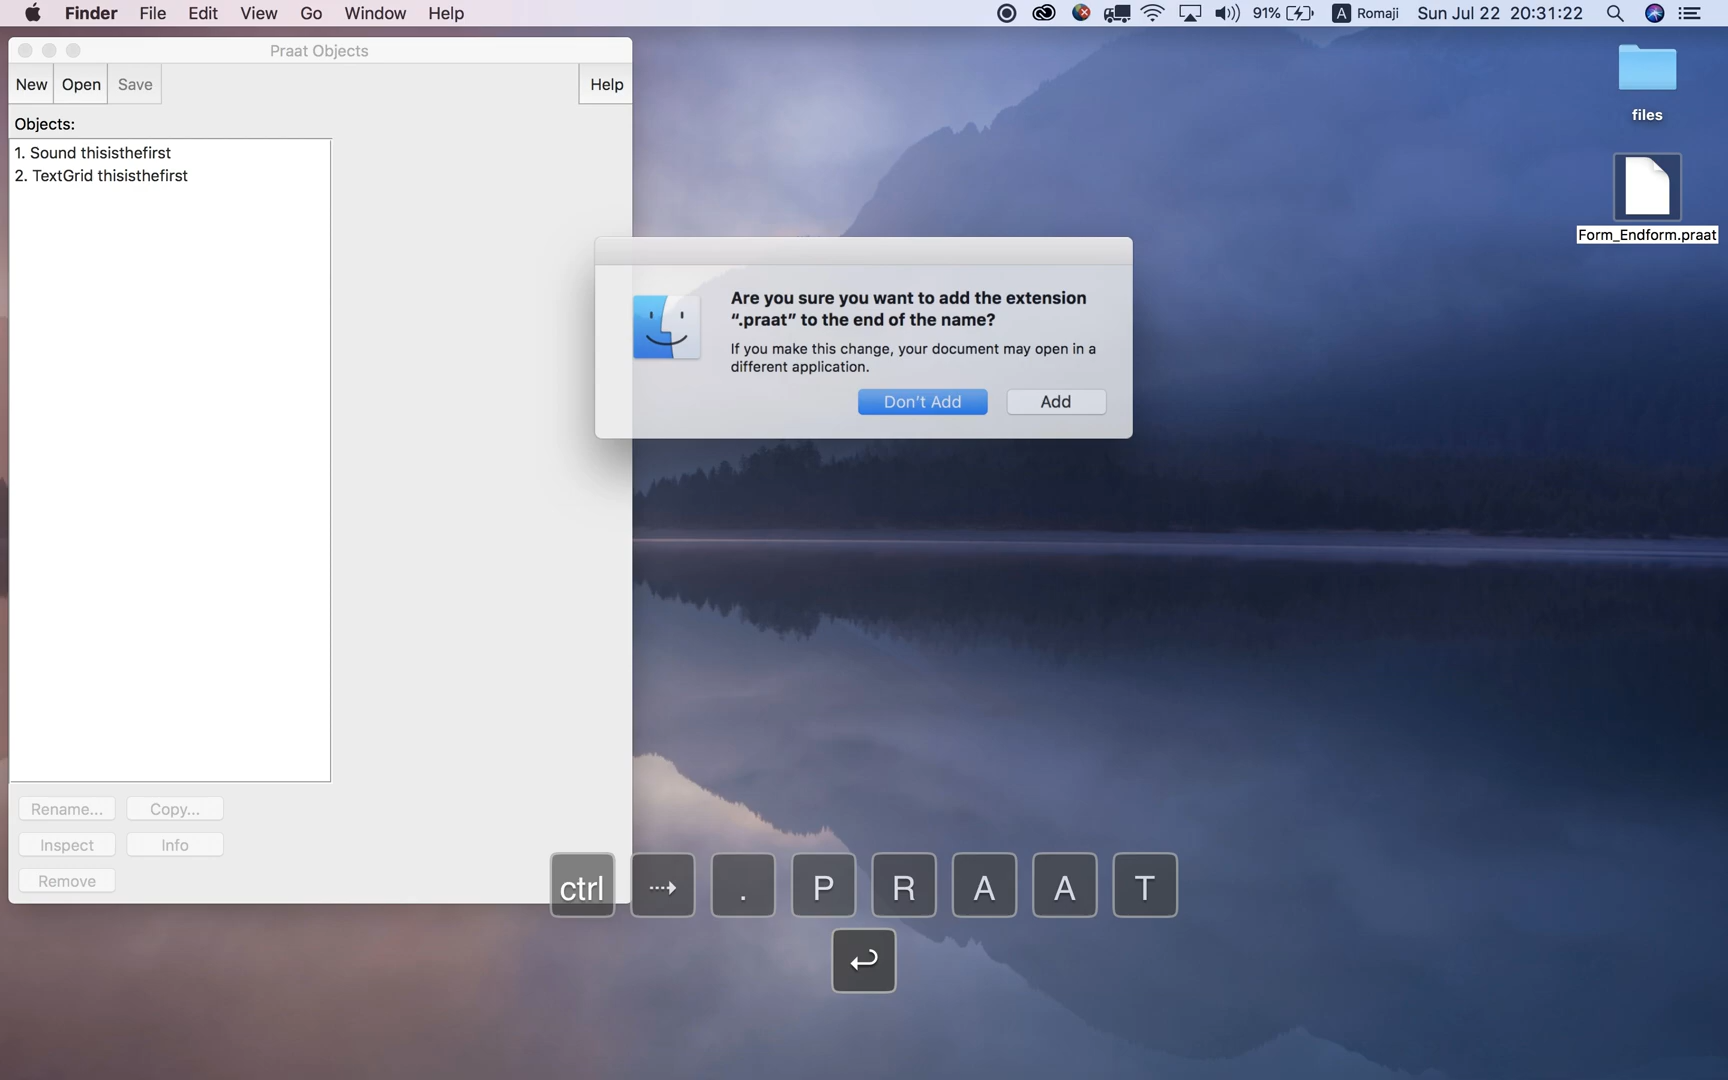 Finder File Edit View Go Window Help 91% A Romaji Sun Jul 22 20:31:22
Praat Objects
New Open Save Help
Objects:
1. Sound thisisthefirst
2. TextGrid thisisthefirst
Rename... Copy...
Inspect Info
Remove
Are you sure you want to add the extension
“.praat” to the end of the name?
If you make this change, your document may open in a
different application.
Don’t Add Add
files
Form_Endform.praat
ctrl ⇢ . P R A A T
↩